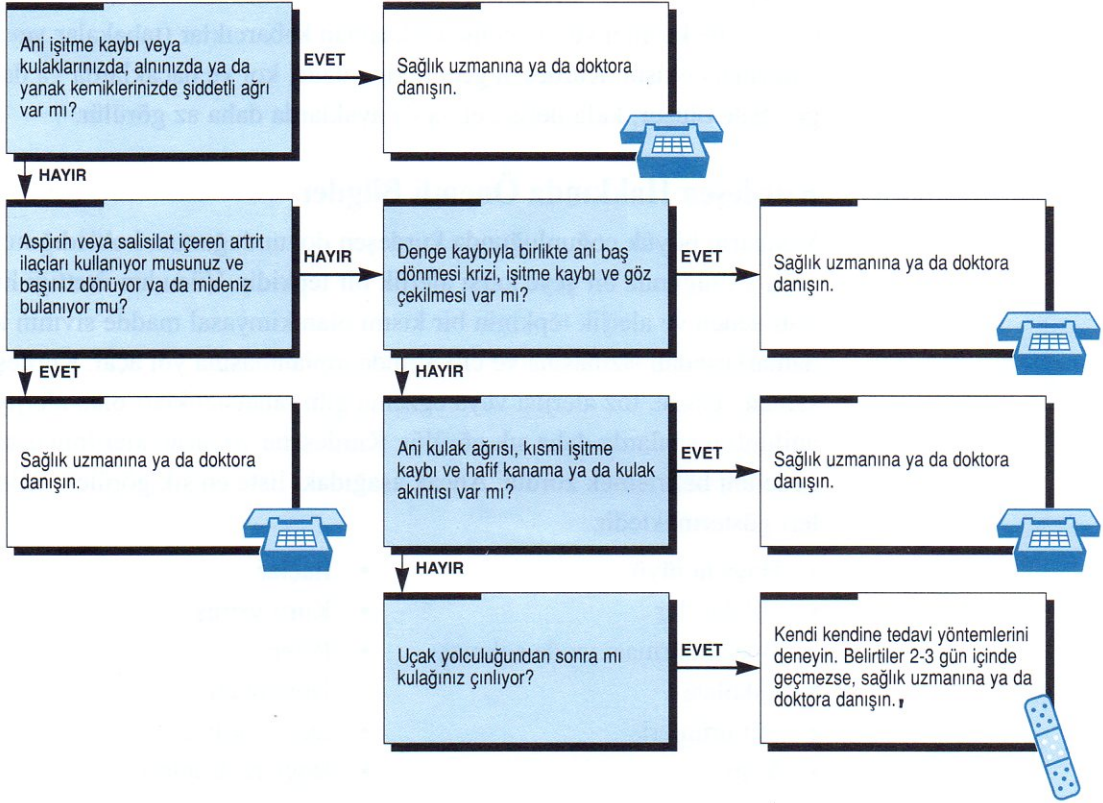 Ani işitme kaybı veya
kulaklarınızda, alnınızda ya da
yanak kemiklerinizde şiddetli ağrı
var mı?
EVET
Sağlık uzmanına ya da doktora
danışın.
HAYIR
Aspirin veya salisilat içeren artrit
ilaçları kullanıyor musunuz ve
başınız dönüyor ya da mideniz
bulanıyor mu?
HAYIR
Denge kaybıyla birlikte ani baş
dönmesi krizi, işitme kaybı ve göz
çekilmesi var mı?
EVET
Sağlık uzmanına ya da doktora
danışın.
EVET
Sağlık uzmanına ya da doktora
danışın.
HAYIR
Ani kulak ağrısı, kısmi işitme
kaybı ve hafif kanama ya da kulak
akıntısı var mı?
EVET
Sağlık uzmanına ya da doktora
danışın.
HAYIR
Uçak yolculuğundan sonra mı
kulağınız çınlıyor?
EVET
Kendi kendine tedavi yöntemlerini
deneyin. Belirtiler 2-3 gün içinde
geçmezse, sağlık uzmanına ya da
doktora danışın.